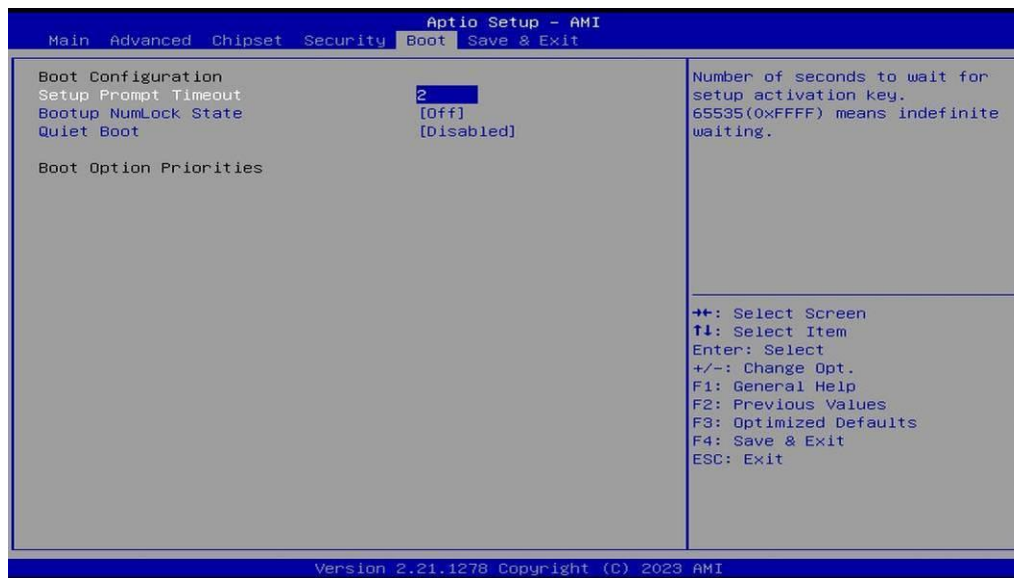 Aptio Setup – AMI
Main Advanced Chipset Security Boot Save & Exit
Boot Configuration
Setup Prompt Timeout 2
Bootup NumLock State [Off]
Quiet Boot [Disabled]
Boot Option Priorities
Number of seconds to wait for
setup activation key.
65535(0xFFFF) means indefinite
waiting.
→←: Select Screen
↑↓: Select Item
Enter: Select
+/-: Change Opt.
F1: General Help
F2: Previous Values
F3: Optimized Defaults
F4: Save & Exit
ESC: Exit
Version 2.21.1278 Copyright (C) 2023 AMI